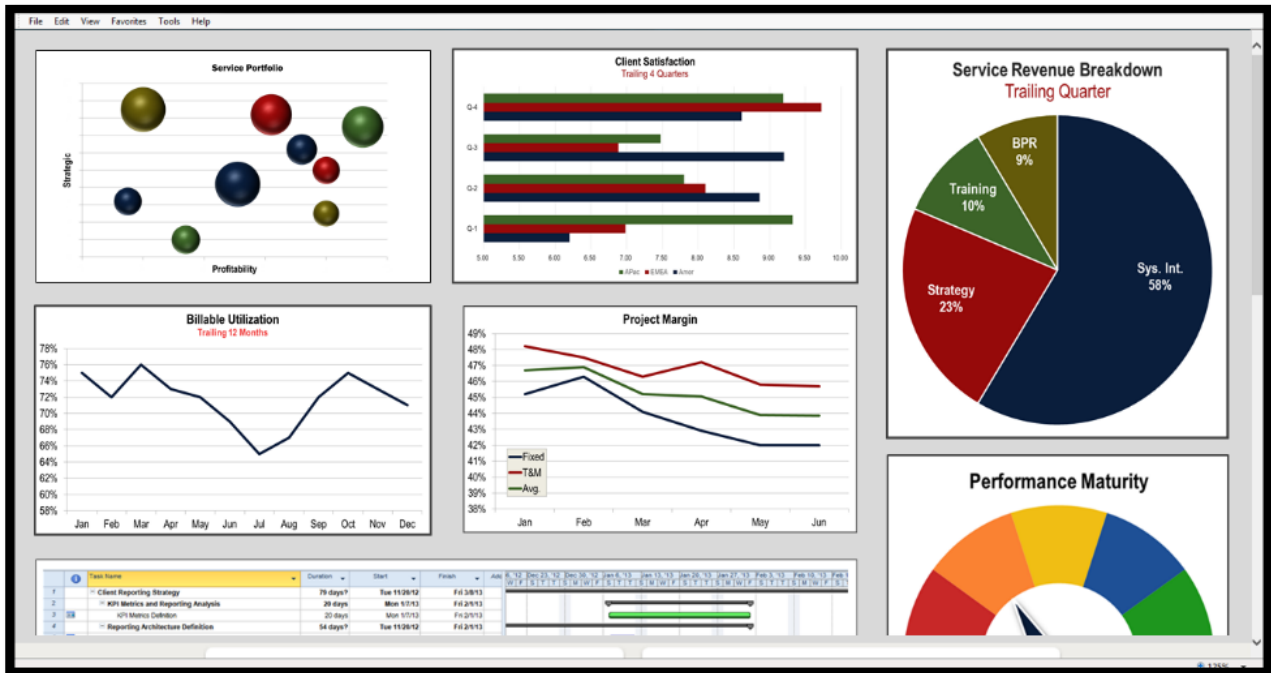 File Edit View Favorites Tools Help
Service Portfolio
Strategic
Profitability
Client Satisfaction
Trailing 4 Quarters
Q-4
Q-3
Q-2
Q-1
5.00 5.50 6.00 6.50 7.00 7.50 8.00 8.50 9.00 9.50 10.00
APac EMEA Amer
Service Revenue Breakdown
Trailing Quarter
BPR
9%
Training
10%
Strategy
23%
Sys. Int.
58%
Billable Utilization
Trailing 12 Months
78%
76%
74%
72%
70%
68%
66%
64%
62%
60%
58%
Jan Feb Mar Apr May Jun Jul Aug Sep Oct Nov Dec
Project Margin
49%
48%
47%
46%
45%
44%
43%
42%
41%
40%
39%
38%
Fixed
T&M
Avg.
Jan Feb Mar Apr May Jun
Performance Maturity
Task Name Duration Start Finish
1 Client Reporting Strategy 79 days? Tue 11/20/12 Fri 3/8/13
2 KPI Metrics and Reporting Analysis 20 days Mon 1/7/13 Fri 2/1/13
3 KPI Metrics Definition 20 days Mon 1/7/13 Fri 2/1/13
4 Reporting Architecture Definition 54 days? Tue 11/20/12 Fri 2/1/13
125%